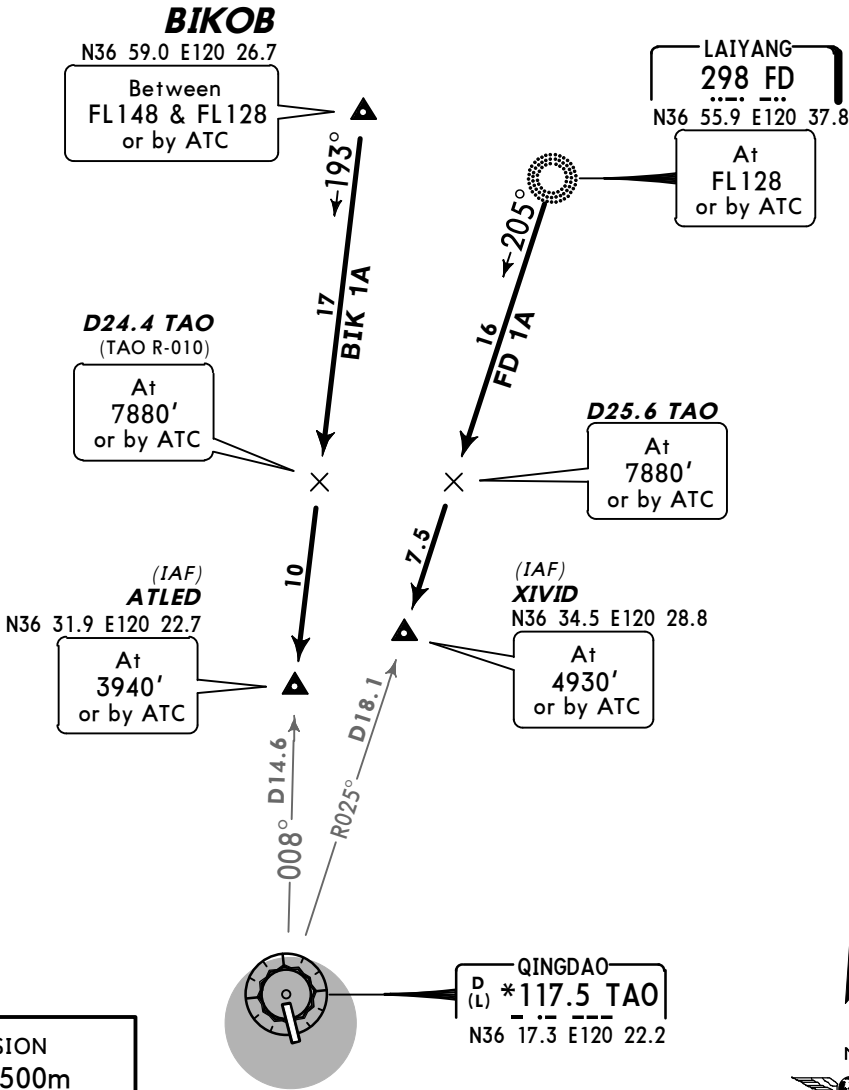 BIKOB
N36 59.0 E120 26.7
Between
FL148 & FL128
or by ATC
LAIYANG
298 FD
N36 55.9 E120 37.8
At
FL128
or by ATC
193°
205°
17
BIK 1A
16
FD 1A
D24.4 TAO
(TAO R-010)
At
7880'
or by ATC
D25.6 TAO
At
7880'
or by ATC
10
7.5
(IAF)
ATLED
N36 31.9 E120 22.7
At
3940'
or by ATC
(IAF)
XIVID
N36 34.5 E120 28.8
At
4930'
or by ATC
008°
D14.6
R025°
D18.1
QINGDAO
D
(L)
*117.5 TAO
N36 17.3 E120 22.2
SION
500m